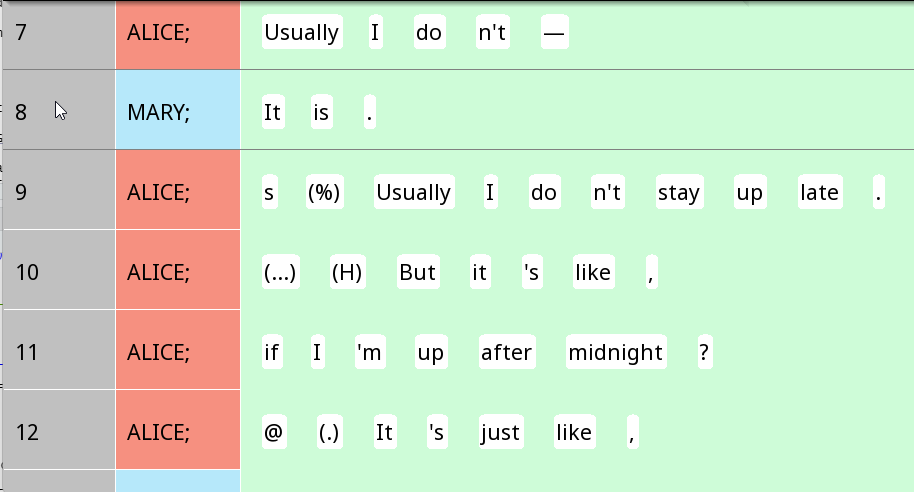 7 ALICE; Usually I do n't —
8 MARY; It is .
9 ALICE; s (%) Usually I do n't stay up late .
10 ALICE; (...) (H) But it 's like ,
11 ALICE; if I 'm up after midnight ?
12 ALICE; @ (.) It 's just like ,